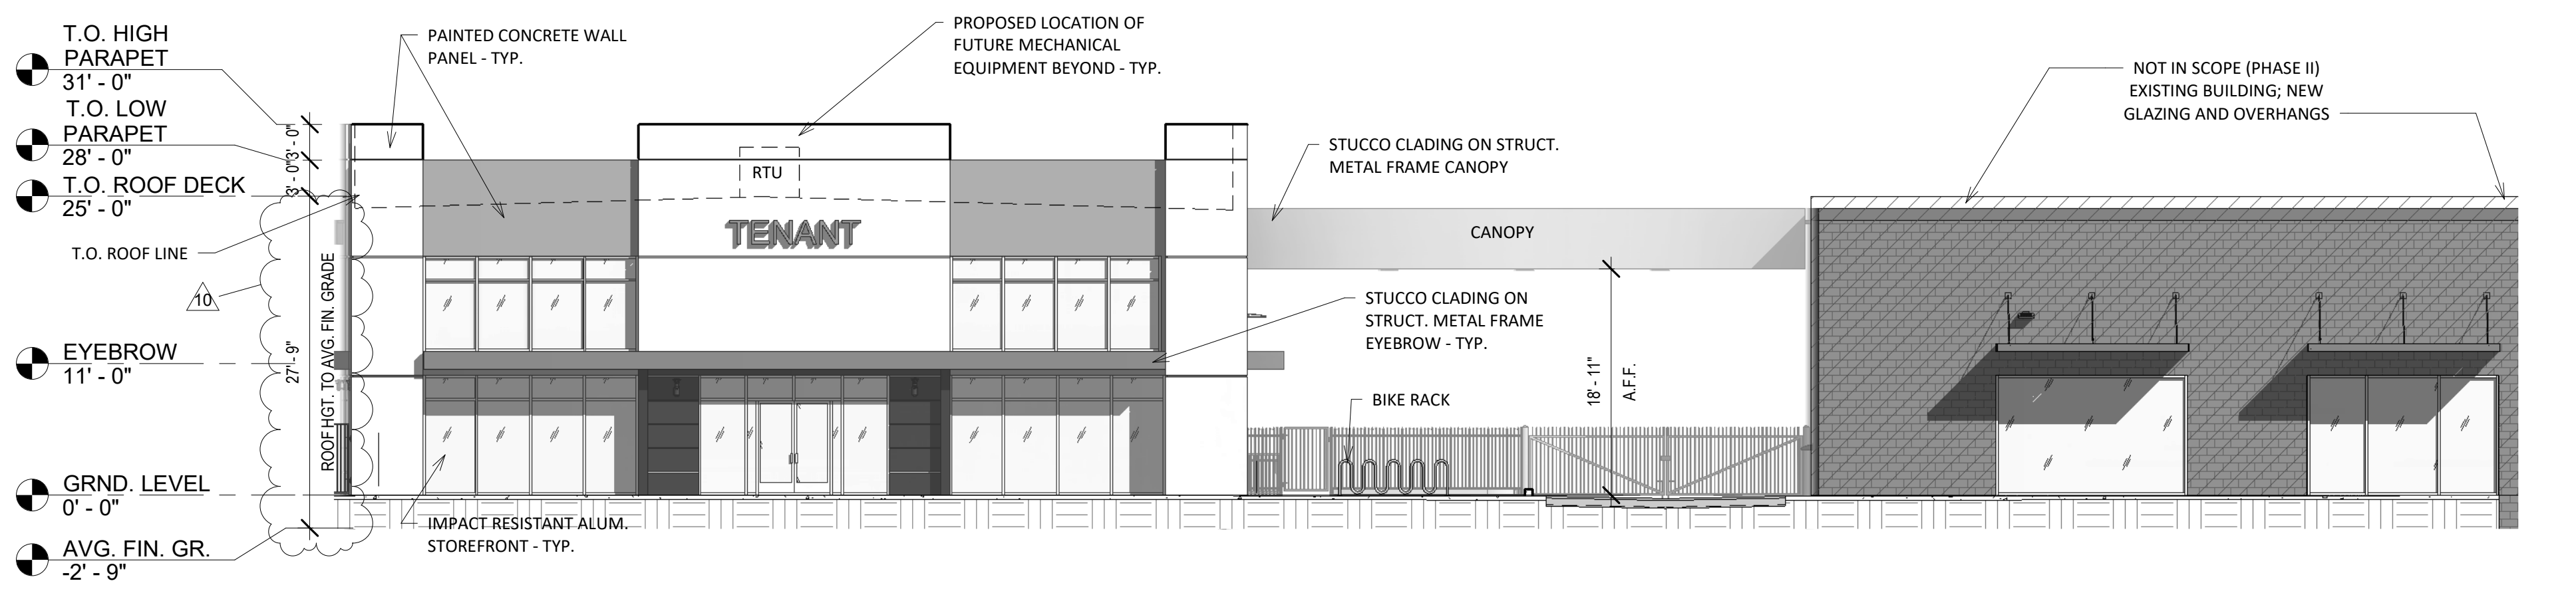 T.O. HIGH
PARAPET
31' - 0"
T.O. LOW
PARAPET
28' - 0"
T.O. ROOF DECK
25' - 0"
T.O. ROOF LINE
10
EYEBROW
11' - 0"
GRND. LEVEL
0' - 0"
AVG. FIN. GR.
-2' - 9"
3' - 0"
3' - 0"
27' - 9"
ROOF HGT. TO AVG. FIN. GRADE
PAINTED CONCRETE WALL
PANEL - TYP.
PROPOSED LOCATION OF
FUTURE MECHANICAL
EQUIPMENT BEYOND - TYP.
RTU
TENANT
IMPACT RESISTANT ALUM.
STOREFRONT - TYP.
STUCCO CLADING ON STRUCT.
METAL FRAME CANOPY
CANOPY
STUCCO CLADING ON
STRUCT. METAL FRAME
EYEBROW - TYP.
BIKE RACK
18' - 11"
A.F.F.
NOT IN SCOPE (PHASE II)
EXISTING BUILDING; NEW
GLAZING AND OVERHANGS